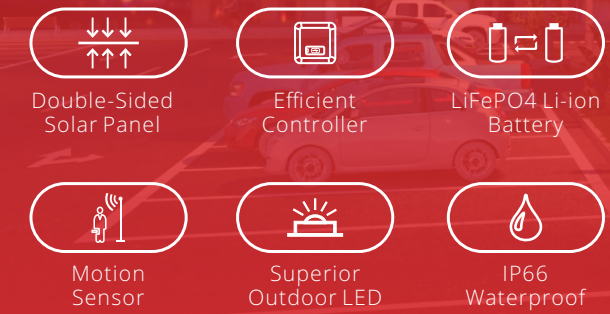 Double-Sided
Solar Panel
Efficient
Controller
LiFePO4 Li-ion
Battery
Motion
Sensor
Superior
Outdoor LED
IP66
Waterproof